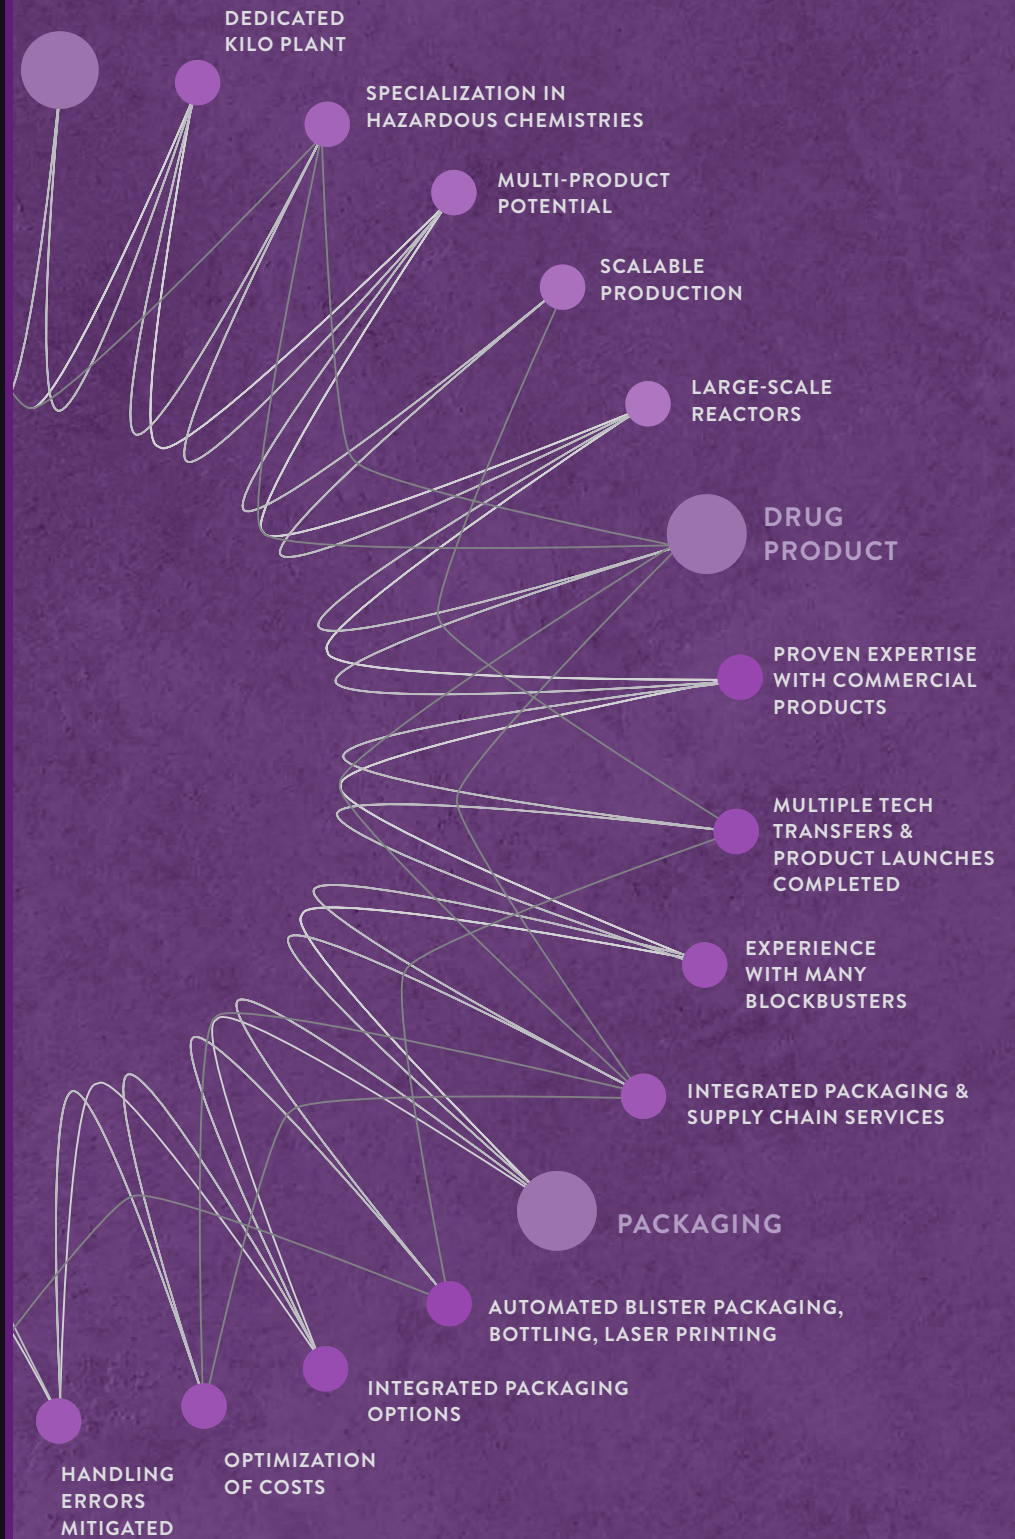 DEDICATED
KILO PLANT
SPECIALIZATION IN
HAZARDOUS CHEMISTRIES
MULTI-PRODUCT
POTENTIAL
SCALABLE
PRODUCTION
LARGE-SCALE
REACTORS
DRUG
PRODUCT
PROVEN EXPERTISE
WITH COMMERCIAL
PRODUCTS
MULTIPLE TECH
TRANSFERS &
PRODUCT LAUNCHES
COMPLETED
EXPERIENCE
WITH MANY
BLOCKBUSTERS
INTEGRATED PACKAGING &
SUPPLY CHAIN SERVICES
PACKAGING
AUTOMATED BLISTER PACKAGING,
BOTTLING, LASER PRINTING
INTEGRATED PACKAGING
OPTIONS
OPTIMIZATION
OF COSTS
HANDLING
ERRORS
MITIGATED